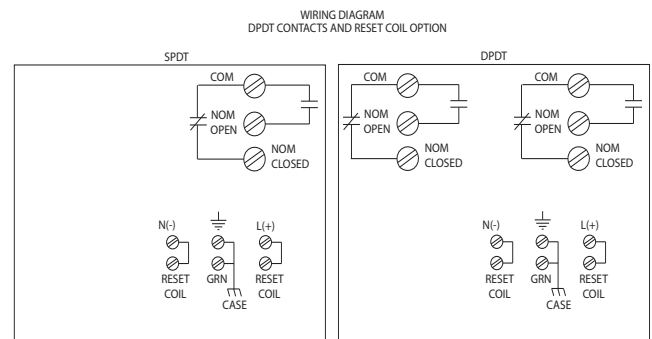 WIRING DIAGRAM
DPDT CONTACTS AND RESET COIL OPTION
SPDT
COM
NOM
OPEN
NOM
CLOSED
N(-)
L(+)
RESET
COIL
GRN
RESET
COIL
CASE
DPDT
COM
NOM
OPEN
NOM
CLOSED
COM
NOM
OPEN
NOM
CLOSED
N(-)
L(+)
RESET
COIL
GRN
RESET
COIL
CASE